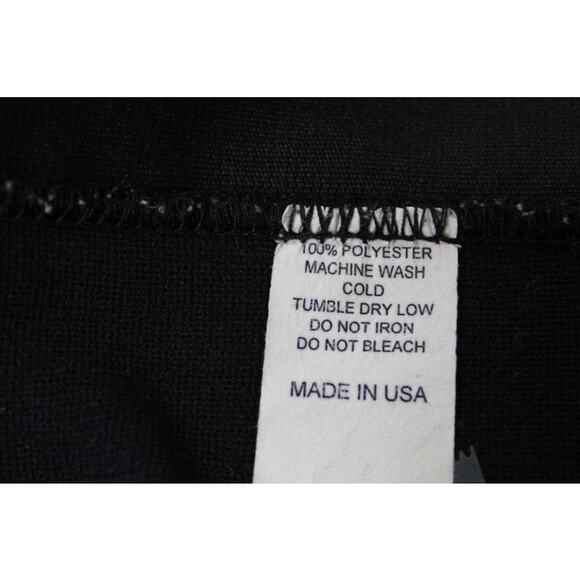 100% POLYESTER
MACHINE WASH
COLD
TUMBLE DRY LOW
DO NOT IRON
DO NOT BLEACH
MADE IN USA